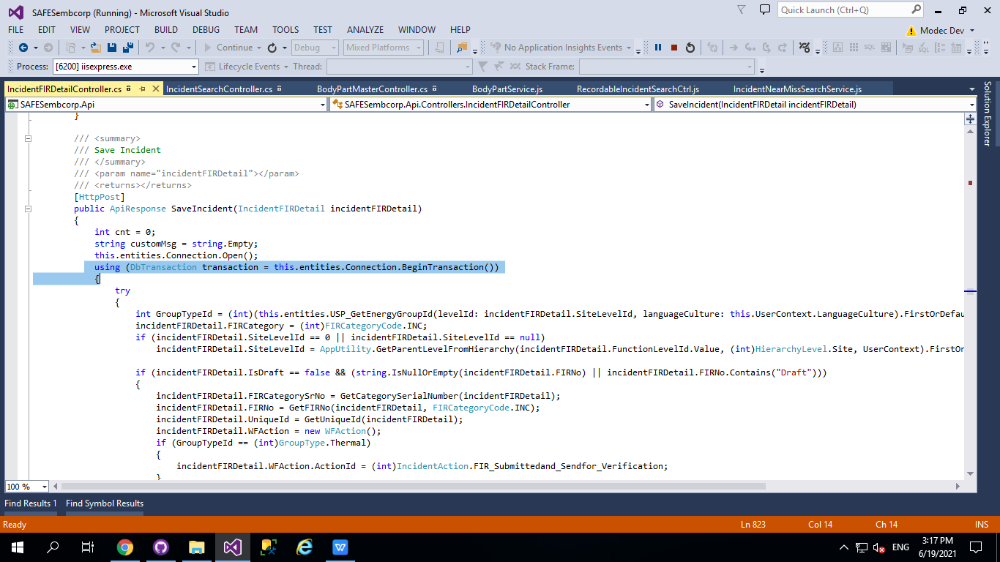 SAFESembcorp (Running) - Microsoft Visual Studio
Quick Launch (Ctrl+Q)
FILE EDIT VIEW PROJECT BUILD DEBUG TEAM TOOLS TEST ANALYZE WINDOW HELP
Modec Dev
Continue Debug Mixed Platforms No Application Insights Events
Process: [6200] iisexpress.exe Lifecycle Events Thread: Stack Frame:
IncidentFIRDetailController.cs IncidentSearchController.cs BodyPartMasterController.cs BodyPartService.js RecordableIncidentSearchCtrl.js IncidentNearMissSearchService.js
Solution Explorer
SAFESembcorp.Api SAFESembcorp.Api.Controllers.IncidentFIRDetailController SaveIncident(IncidentFIRDetail incidentFIRDetail)
}
/// <summary>
/// Save Incident
/// </summary>
/// <param name="incidentFIRDetail"></param>
/// <returns></returns>
[HttpPost]
public ApiResponse SaveIncident(IncidentFIRDetail incidentFIRDetail)
{
int cnt = 0;
string customMsg = string.Empty;
this.entities.Connection.Open();
using (DbTransaction transaction = this.entities.Connection.BeginTransaction())
{
try
{
int GroupTypeId = (int)(this.entities.USP_GetEnergyGroupId(levelId: incidentFIRDetail.SiteLevelId, languageCulture: this.UserContext.LanguageCulture).FirstOrDefau
incidentFIRDetail.FIRCategory = (int)FIRCategoryCode.INC;
if (incidentFIRDetail.SiteLevelId == 0 || incidentFIRDetail.SiteLevelId == null)
incidentFIRDetail.SiteLevelId = AppUtility.GetParentLevelFromHierarchy(incidentFIRDetail.FunctionLevelId.Value, (int)HierarchyLevel.Site, UserContext).FirstOr
if (incidentFIRDetail.IsDraft == false && (string.IsNullOrEmpty(incidentFIRDetail.FIRNo) || incidentFIRDetail.FIRNo.Contains("Draft")))
{
incidentFIRDetail.FIRCategorySrNo = GetCategorySerialNumber(incidentFIRDetail);
incidentFIRDetail.FIRNo = GetFIRNo(incidentFIRDetail, FIRCategoryCode.INC);
incidentFIRDetail.UniqueId = GetUniqueId(incidentFIRDetail);
incidentFIRDetail.WFAction = new WFAction();
if (GroupTypeId == (int)GroupType.Thermal)
{
incidentFIRDetail.WFAction.ActionId = (int)IncidentAction.FIR_Submittedand_Sendfor_Verification;
}
100 %
Find Results 1 Find Symbol Results
Ready Ln 823 Col 14 Ch 14 INS
ENG 3:17 PM
6/19/2021